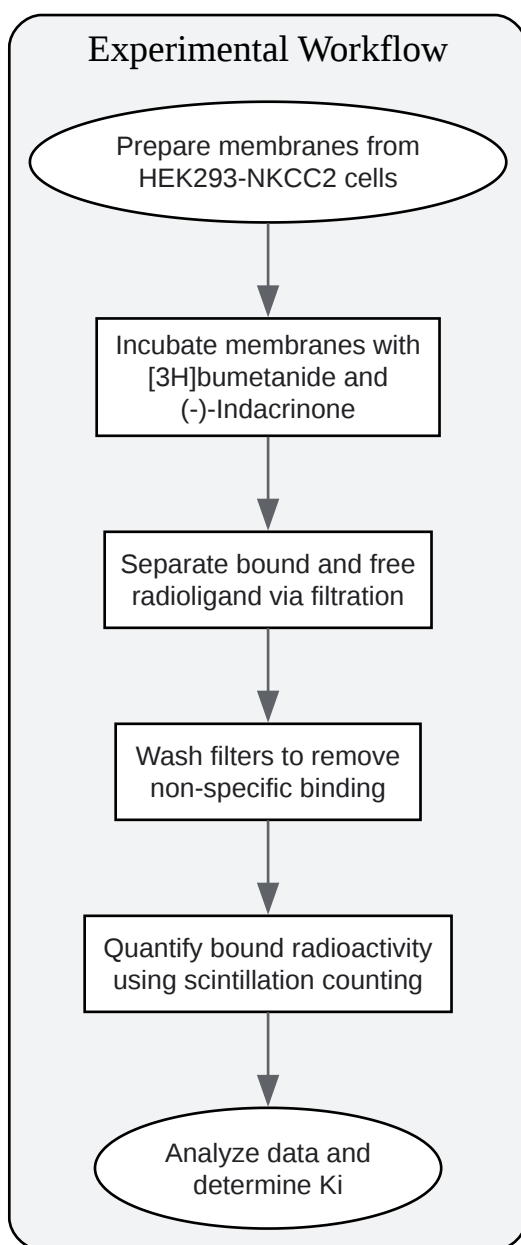 Experimental Workflow
Prepare membranes from
HEK293-NKCC2 cells
Incubate membranes with
[3H]bumetanide and
(-)-Indacrinone
Separate bound and free
radioligand via filtration
Wash filters to remove
non-specific binding
Quantify bound radioactivity
using scintillation counting
Analyze data and
determine Ki